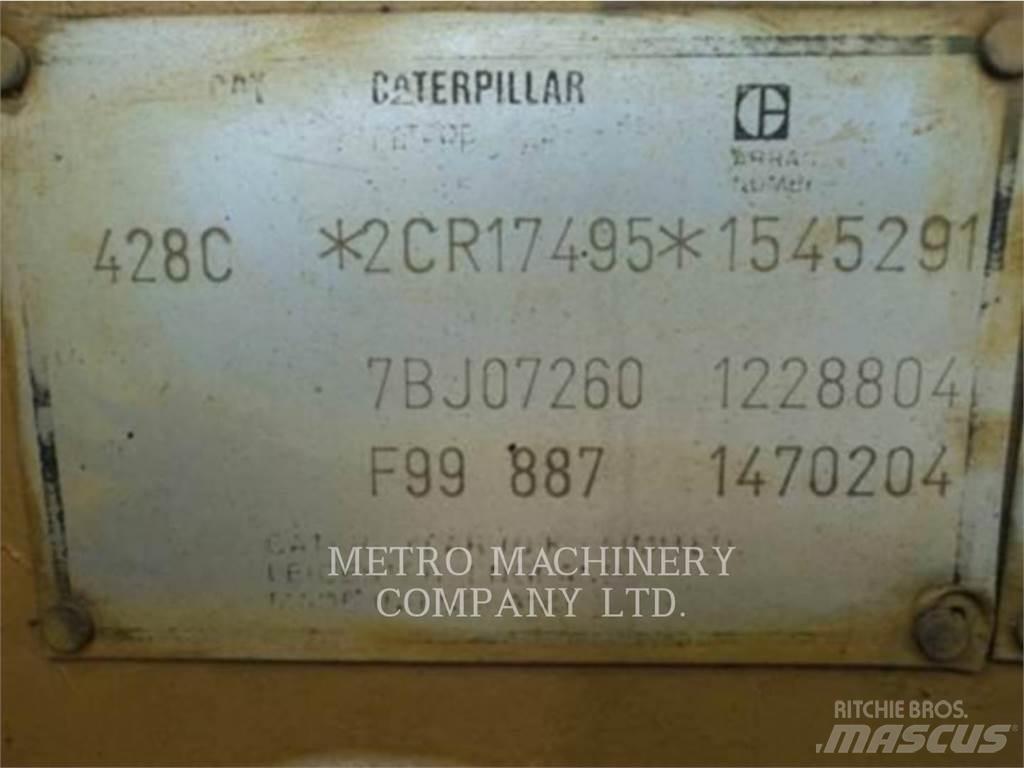 CATERPILLAR
428C *2CR17495*1545291
7BJ07260 1228804
F99 887 1470204
METRO MACHINERY
COMPANY LTD.
RITCHIE BROS.
MASCUS